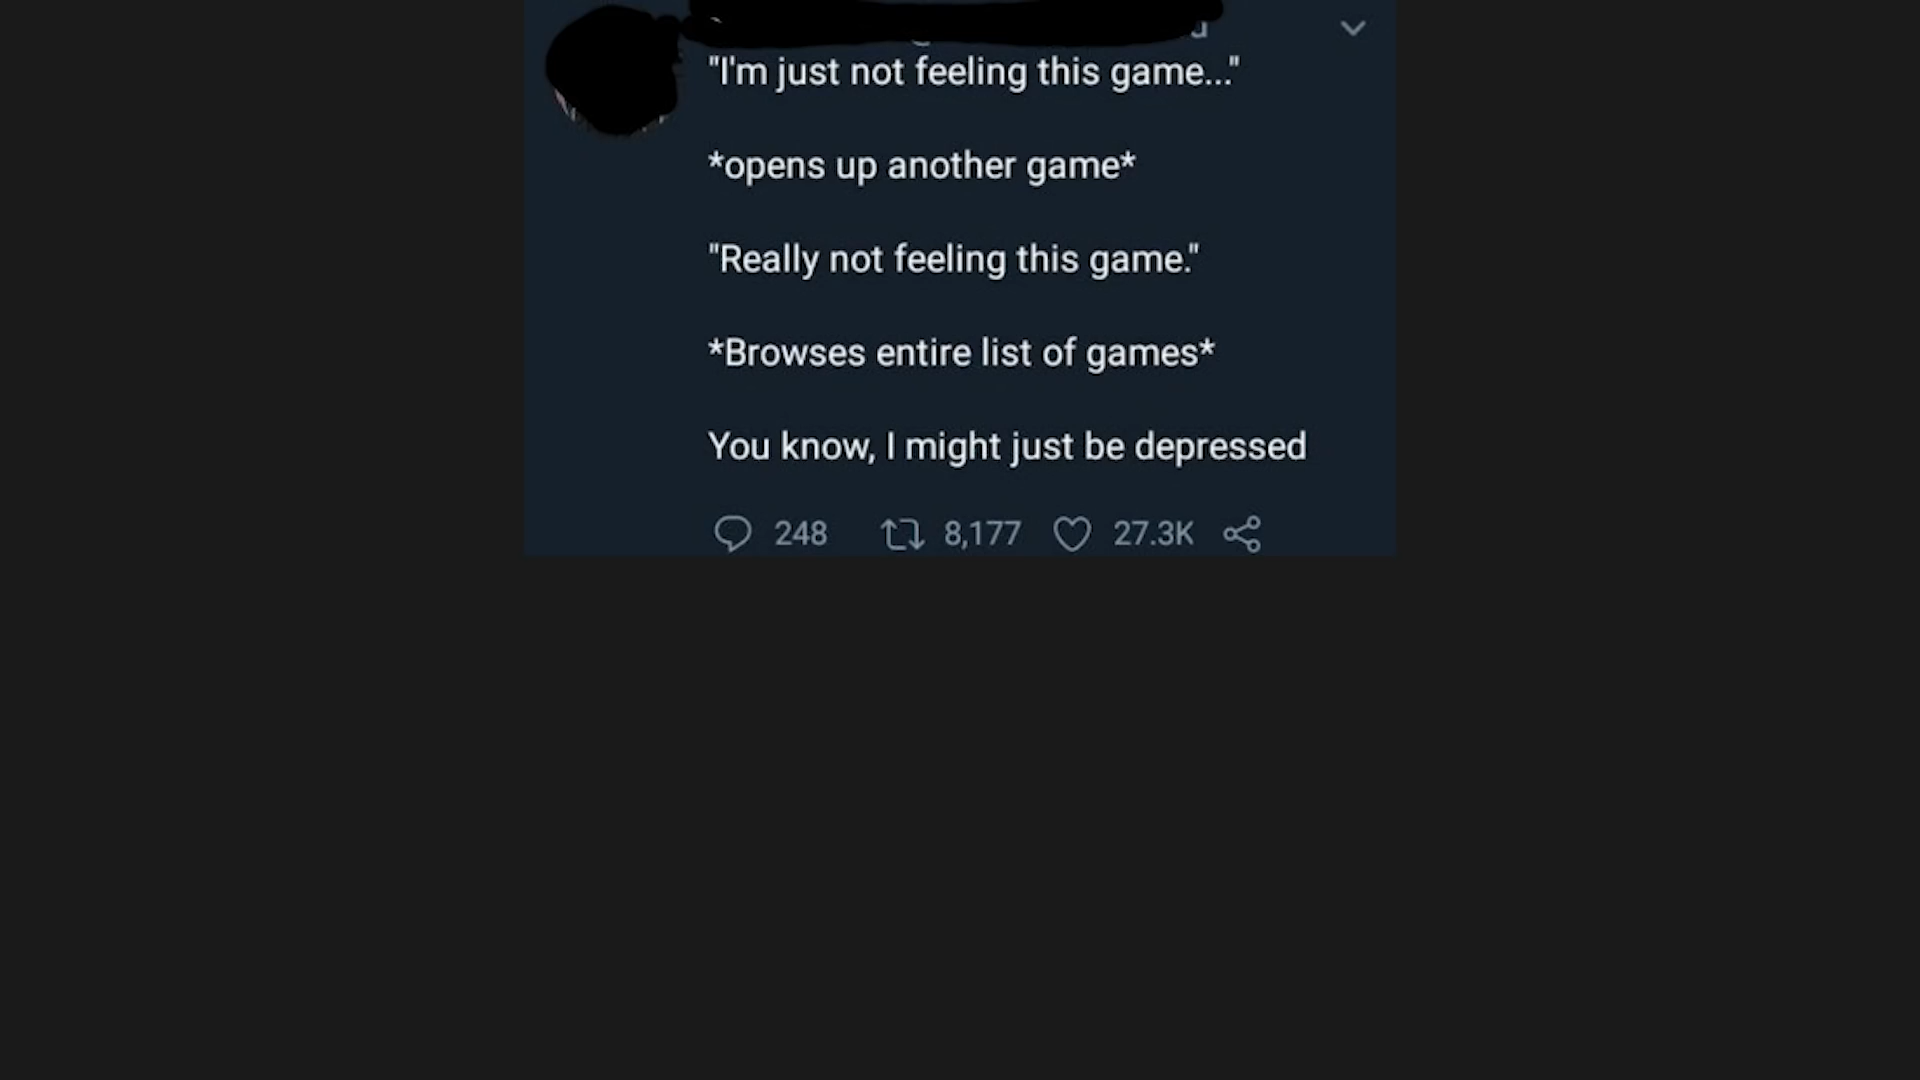 "I'm just not feeling this game..."
*opens up another game*
"Really not feeling this game."
*Browses entire list of games*
You know, I might just be depressed
248 8,177 27.3K